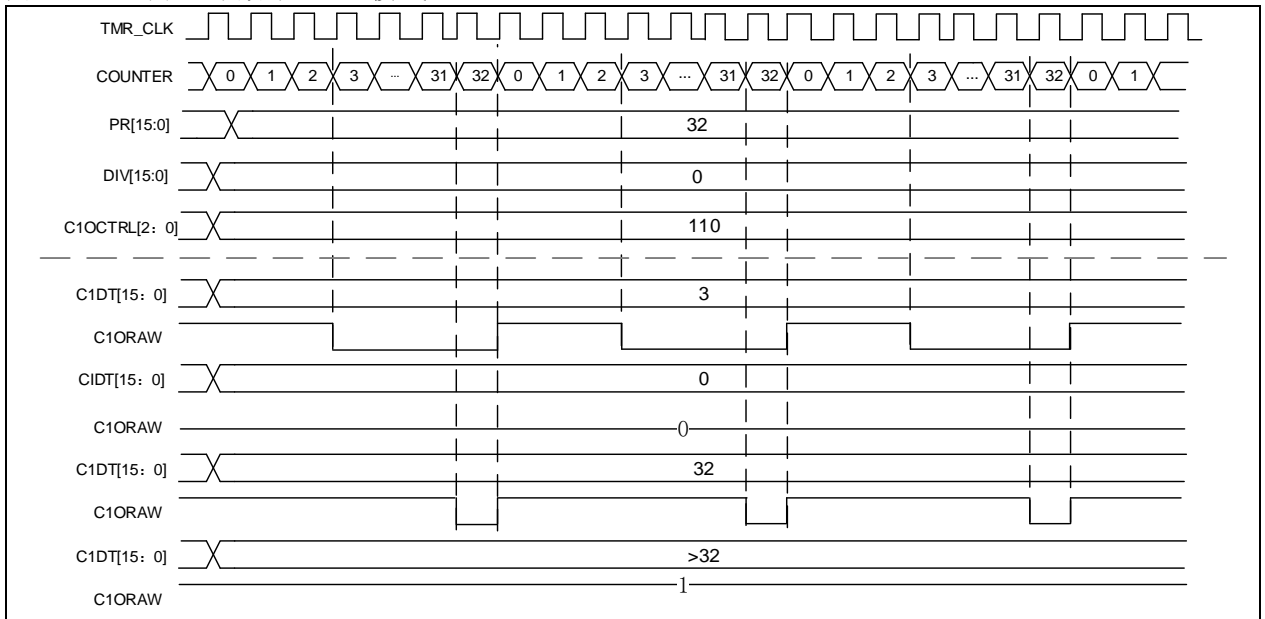 TMR_CLK
COUNTER 0 1 2 3 ... 31 32 0 1 2 3 ... 31 32 0 1 2 3 ... 31 32 0 1
PR[15:0] 32
DIV[15:0] 0
C1OCTRL[2：0] 110
C1DT[15：0] 3
C1ORAW
CIDT[15：0] 0
C1ORAW 0
C1DT[15：0] 32
C1ORAW
C1DT[15：0] >32
C1ORAW 1